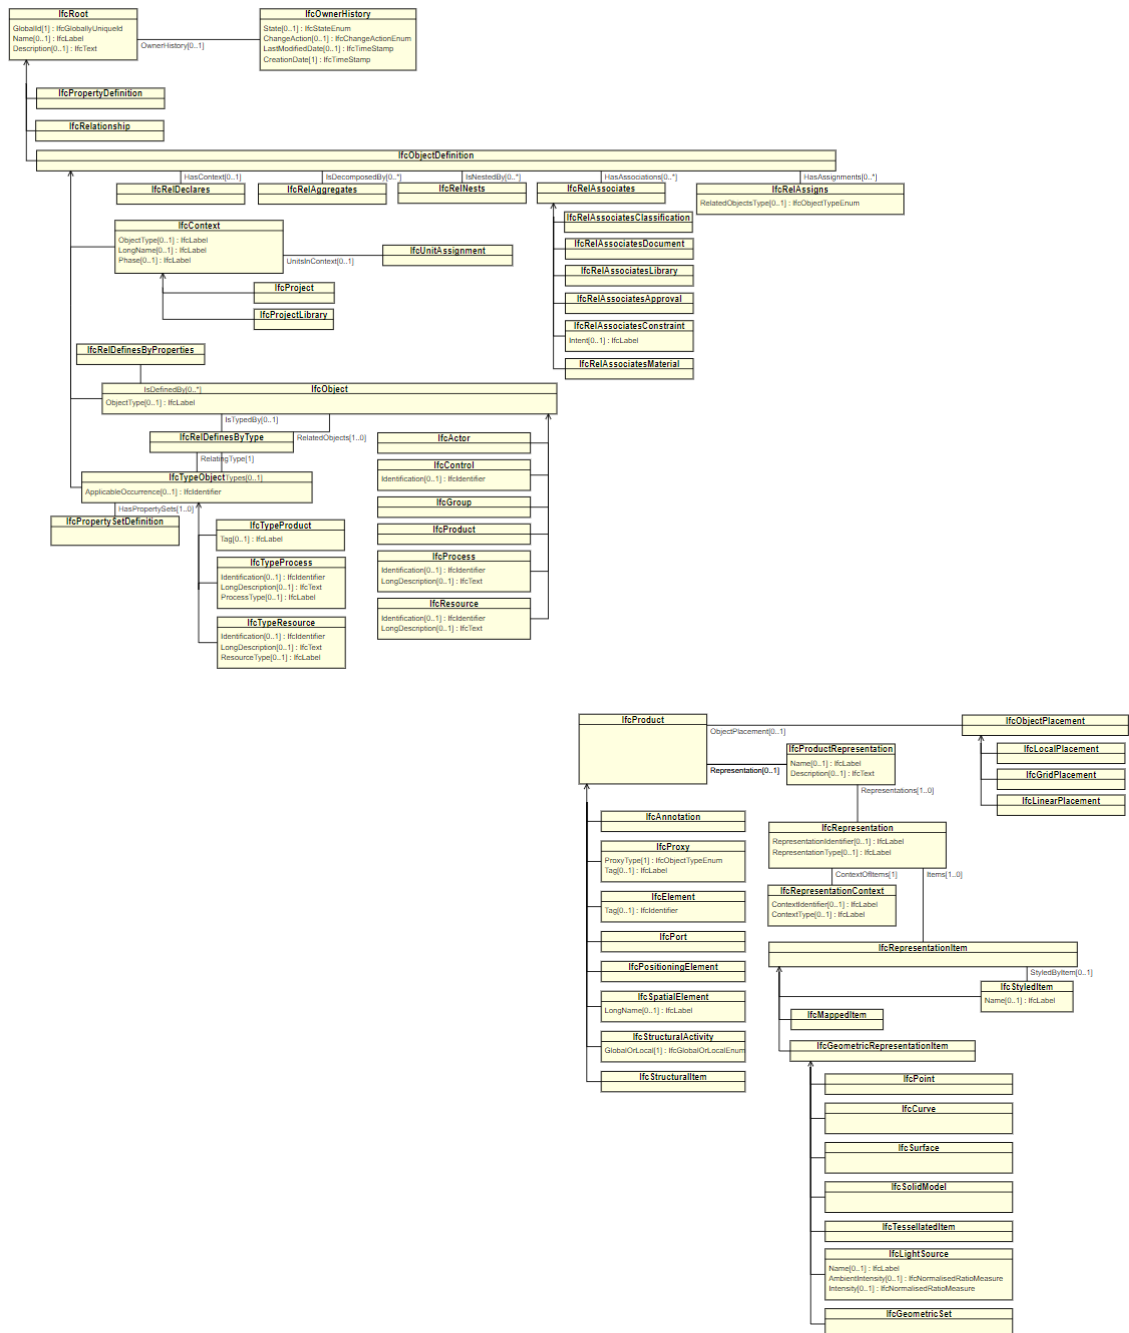 IfcRoot
GlobalId[1] : IfcGloballyUniqueId
Name[0..1] : IfcLabel
Description[0..1] : IfcText
OwnerHistory[0..1]
IfcOwnerHistory
State[0..1] : IfcStateEnum
ChangeAction[0..1] : IfcChangeActionEnum
LastModifiedDate[0..1] : IfcTimeStamp
CreationDate[1] : IfcTimeStamp
IfcPropertyDefinition
IfcRelationship
IfcObjectDefinition
HasContext[0..1]
IsDecomposedBy[0..*]
IsNestedBy[0..*]
HasAssociations[0..*]
HasAssignments[0..*]
IfcRelDeclares
IfcRelAggregates
IfcRelNests
IfcRelAssociates
IfcRelAssigns
RelatedObjectsType[0..1] : IfcObjectTypeEnum
IfcContext
ObjectType[0..1] : IfcLabel
LongName[0..1] : IfcLabel
Phase[0..1] : IfcLabel
UnitsInContext[0..1]
IfcUnitAssignment
IfcProject
IfcProjectLibrary
IfcRelAssociatesClassification
IfcRelAssociatesDocument
IfcRelAssociatesLibrary
IfcRelAssociatesApproval
IfcRelAssociatesConstraint
Intent[0..1] : IfcLabel
IfcRelAssociatesMaterial
IfcRelDefinesByProperties
IsDefinedBy[0..*]
IfcObject
ObjectType[0..1] : IfcLabel
IsTypedBy[0..1]
RelatedObjects[1..0]
IfcRelDefinesByType
RelatingType[1]
IfcTypeObject
Types[0..1]
ApplicableOccurrence[0..1] : IfcIdentifier
HasPropertySets[1..0]
IfcPropertySetDefinition
IfcTypeProduct
Tag[0..1] : IfcLabel
IfcTypeProcess
Identification[0..1] : IfcIdentifier
LongDescription[0..1] : IfcText
ProcessType[0..1] : IfcLabel
IfcTypeResource
Identification[0..1] : IfcIdentifier
LongDescription[0..1] : IfcText
ResourceType[0..1] : IfcLabel
IfcActor
IfcControl
Identification[0..1] : IfcIdentifier
IfcGroup
IfcProduct
IfcProcess
Identification[0..1] : IfcIdentifier
LongDescription[0..1] : IfcText
IfcResource
Identification[0..1] : IfcIdentifier
LongDescription[0..1] : IfcText
IfcProduct
ObjectPlacement[0..1]
Representation[0..1]
IfcObjectPlacement
IfcLocalPlacement
IfcGridPlacement
IfcLinearPlacement
IfcProductRepresentation
Name[0..1] : IfcLabel
Description[0..1] : IfcText
Representations[1..0]
IfcRepresentation
RepresentationIdentifier[0..1] : IfcLabel
RepresentationType[0..1] : IfcLabel
ContextOfItems[1]
Items[1..0]
IfcRepresentationContext
ContextIdentifier[0..1] : IfcLabel
ContextType[0..1] : IfcLabel
IfcAnnotation
IfcProxy
ProxyType[1] : IfcObjectTypeEnum
Tag[0..1] : IfcLabel
IfcElement
Tag[0..1] : IfcIdentifier
IfcPort
IfcPositioningElement
IfcSpatialElement
LongName[0..1] : IfcLabel
IfcStructuralActivity
GlobalOrLocal[1] : IfcGlobalOrLocalEnum
IfcStructuralItem
IfcRepresentationItem
StyledByItem[0..1]
IfcStyledItem
Name[0..1] : IfcLabel
IfcMappedItem
IfcGeometricRepresentationItem
IfcPoint
IfcCurve
IfcSurface
IfcSolidModel
IfcTessellatedItem
IfcLightSource
Name[0..1] : IfcLabel
AmbientIntensity[0..1] : IfcNormalisedRatioMeasure
Intensity[0..1] : IfcNormalisedRatioMeasure
IfcGeometricSet